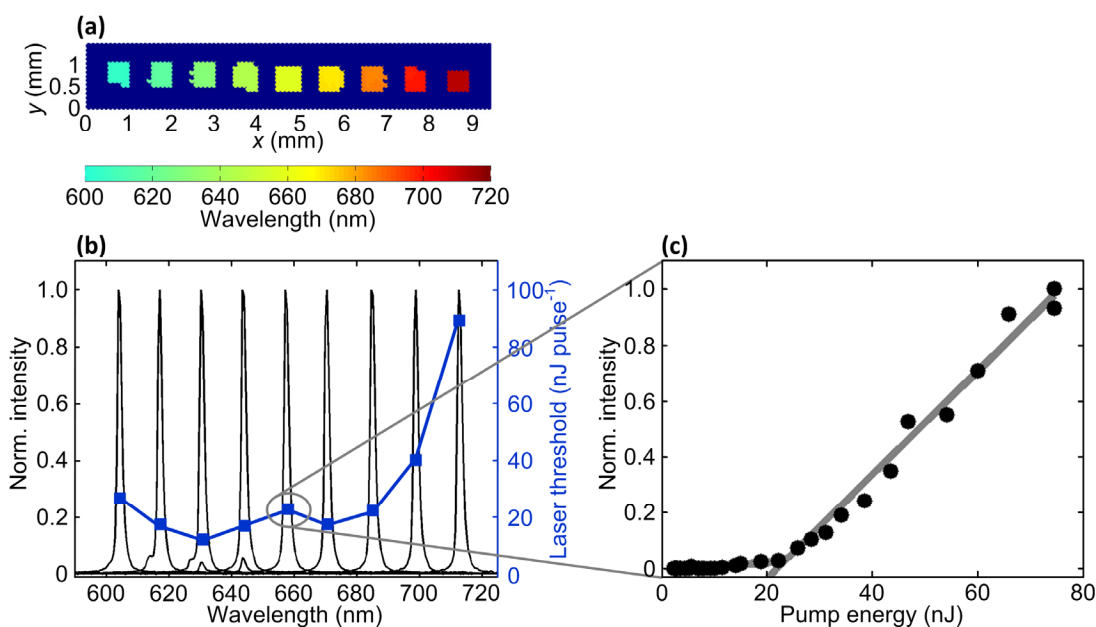 (a)
y (mm)
1
0.5
0
0 1 2 3 4 5 6 7 8 9
x (mm)
600 620 640 660 680 700 720
Wavelength (nm)
(b)
Norm. intensity
1.0
0.8
0.6
0.4
0.2
0
600 620 640 660 680 700 720
Wavelength (nm)
100
80
60
40
20
0
Laser threshold (nJ pulse-1)
(c)
Norm. intensity
1.0
0.8
0.6
0.4
0.2
0
0 20 40 60 80
Pump energy (nJ)